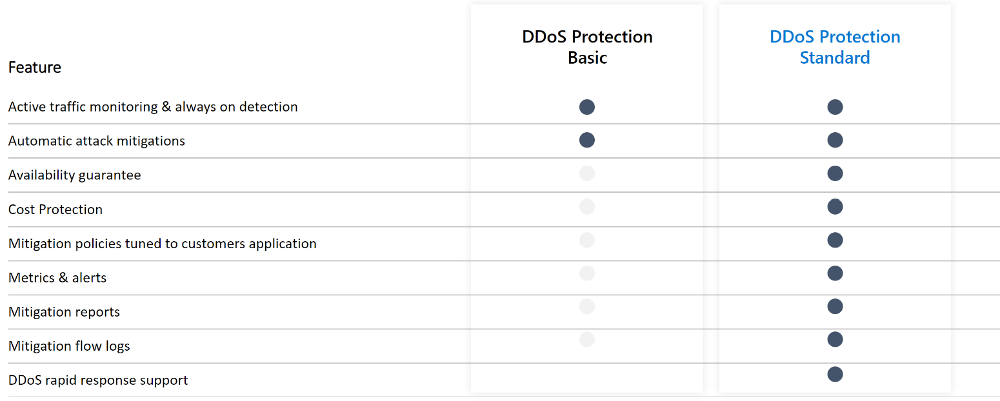 DDoS Protection
Basic
DDoS Protection
Standard
Feature
Active traffic monitoring & always on detection
Automatic attack mitigations
Availability guarantee
Cost Protection
Mitigation policies tuned to customers application
Metrics & alerts
Mitigation reports
Mitigation flow logs
DDoS rapid response support